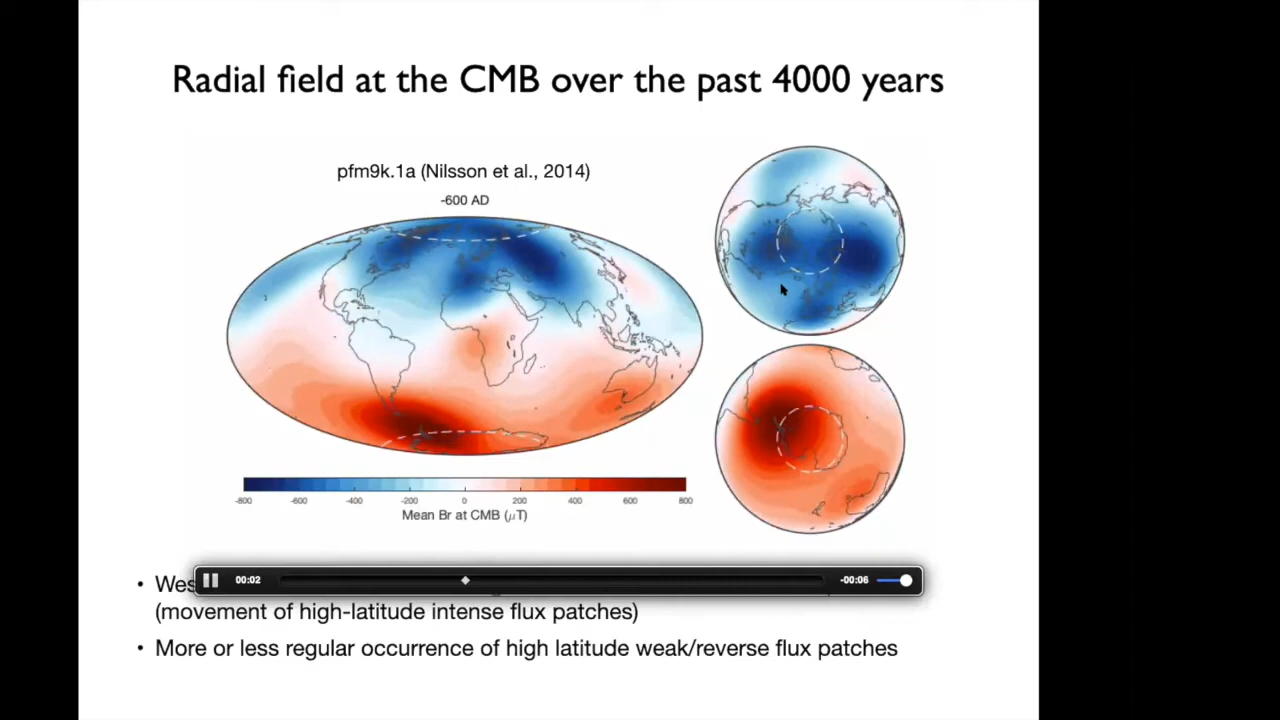 Radial field at the CMB over the past 4000 years
pfm9k.1a (Nilsson et al., 2014)
-600 AD
-800 -600 -400 -200 0 200 400 600 800
Mean Br at CMB (μT)
00:02 -00:06
• Wes
(movement of high-latitude intense flux patches)
• More or less regular occurrence of high latitude weak/reverse flux patches